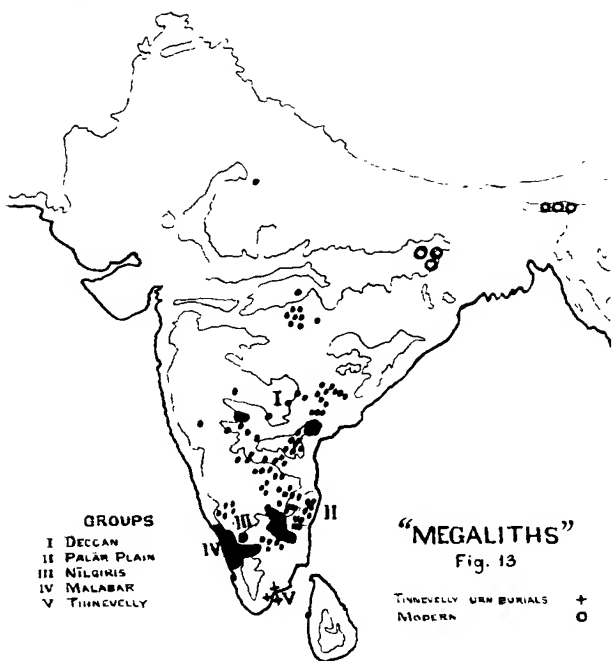 I
II
III
IV
V
GROUPS
I DECCAN
II PALĀR PLAIN
III NĪLGIRIS
IV MALABAR
V TINNEVELLY
"MEGALITHS"
Fig. 13
TINNEVELLY URN BURIALS +
MODERN O